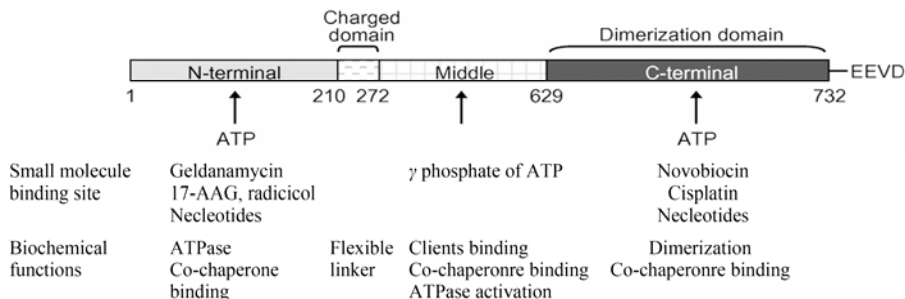 Charged
domain
Dimerization domain
N-terminal
Middle
C-terminal
EEVD
1
210
272
629
732
ATP
ATP
Small molecule
binding site
Geldanamycin
17-AAG, radicicol
Necleotides
γ phosphate of ATP
Novobiocin
Cisplatin
Necleotides
Biochemical
functions
ATPase
Co-chaperone
binding
Flexible
linker
Clients binding
Co-chaperonre binding
ATPase activation
Dimerization
Co-chaperonre binding